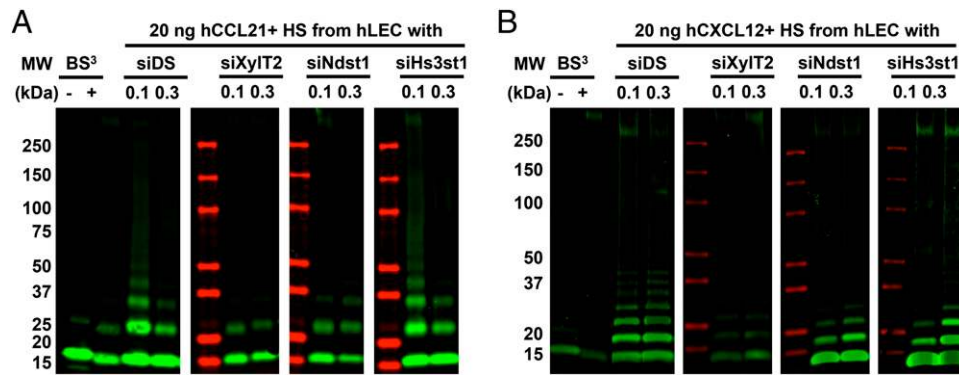 A
20 ng hCCL21+ HS from hLEC with
MW BS³ siDS siXylT2 siNdst1 siHs3st1
(kDa) - + 0.1 0.3 0.1 0.3 0.1 0.3 0.1 0.3
250
150
100
75
50
37
25
20
15
B
20 ng hCXCL12+ HS from hLEC with
MW BS³ siDS siXylT2 siNdst1 siHs3st1
(kDa) - + 0.1 0.3 0.1 0.3 0.1 0.3 0.1 0.3
250
150
100
50
37
20
15